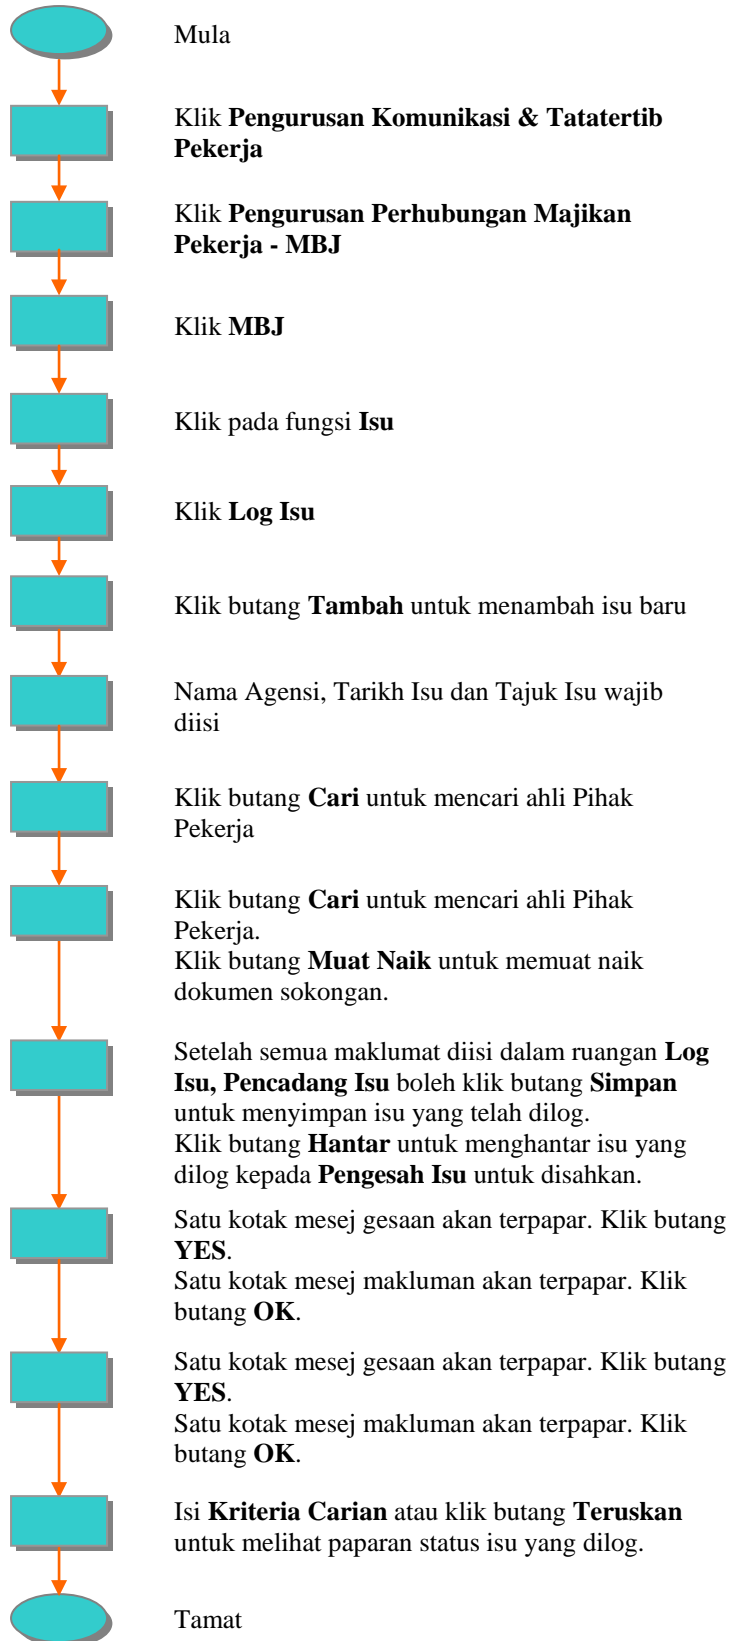 Mula
Klik Pengurusan Komunikasi & Tatatertib
Pekerja
Klik Pengurusan Perhubungan Majikan
Pekerja - MBJ
Klik MBJ
Klik pada fungsi Isu
Klik Log Isu
Klik butang Tambah untuk menambah isu baru
Nama Agensi, Tarikh Isu dan Tajuk Isu wajib
diisi
Klik butang Cari untuk mencari ahli Pihak
Pekerja
Klik butang Cari untuk mencari ahli Pihak
Pekerja.
Klik butang Muat Naik untuk memuat naik
dokumen sokongan.
Setelah semua maklumat diisi dalam ruangan Log
Isu, Pencadang Isu boleh klik butang Simpan
untuk menyimpan isu yang telah dilog.
Klik butang Hantar untuk menghantar isu yang
dilog kepada Pengesah Isu untuk disahkan.
Satu kotak mesej gesaan akan terpapar. Klik butang
YES.
Satu kotak mesej makluman akan terpapar. Klik
butang OK.
Satu kotak mesej gesaan akan terpapar. Klik butang
YES.
Satu kotak mesej makluman akan terpapar. Klik
butang OK.
Isi Kriteria Carian atau klik butang Teruskan
untuk melihat paparan status isu yang dilog.
Tamat